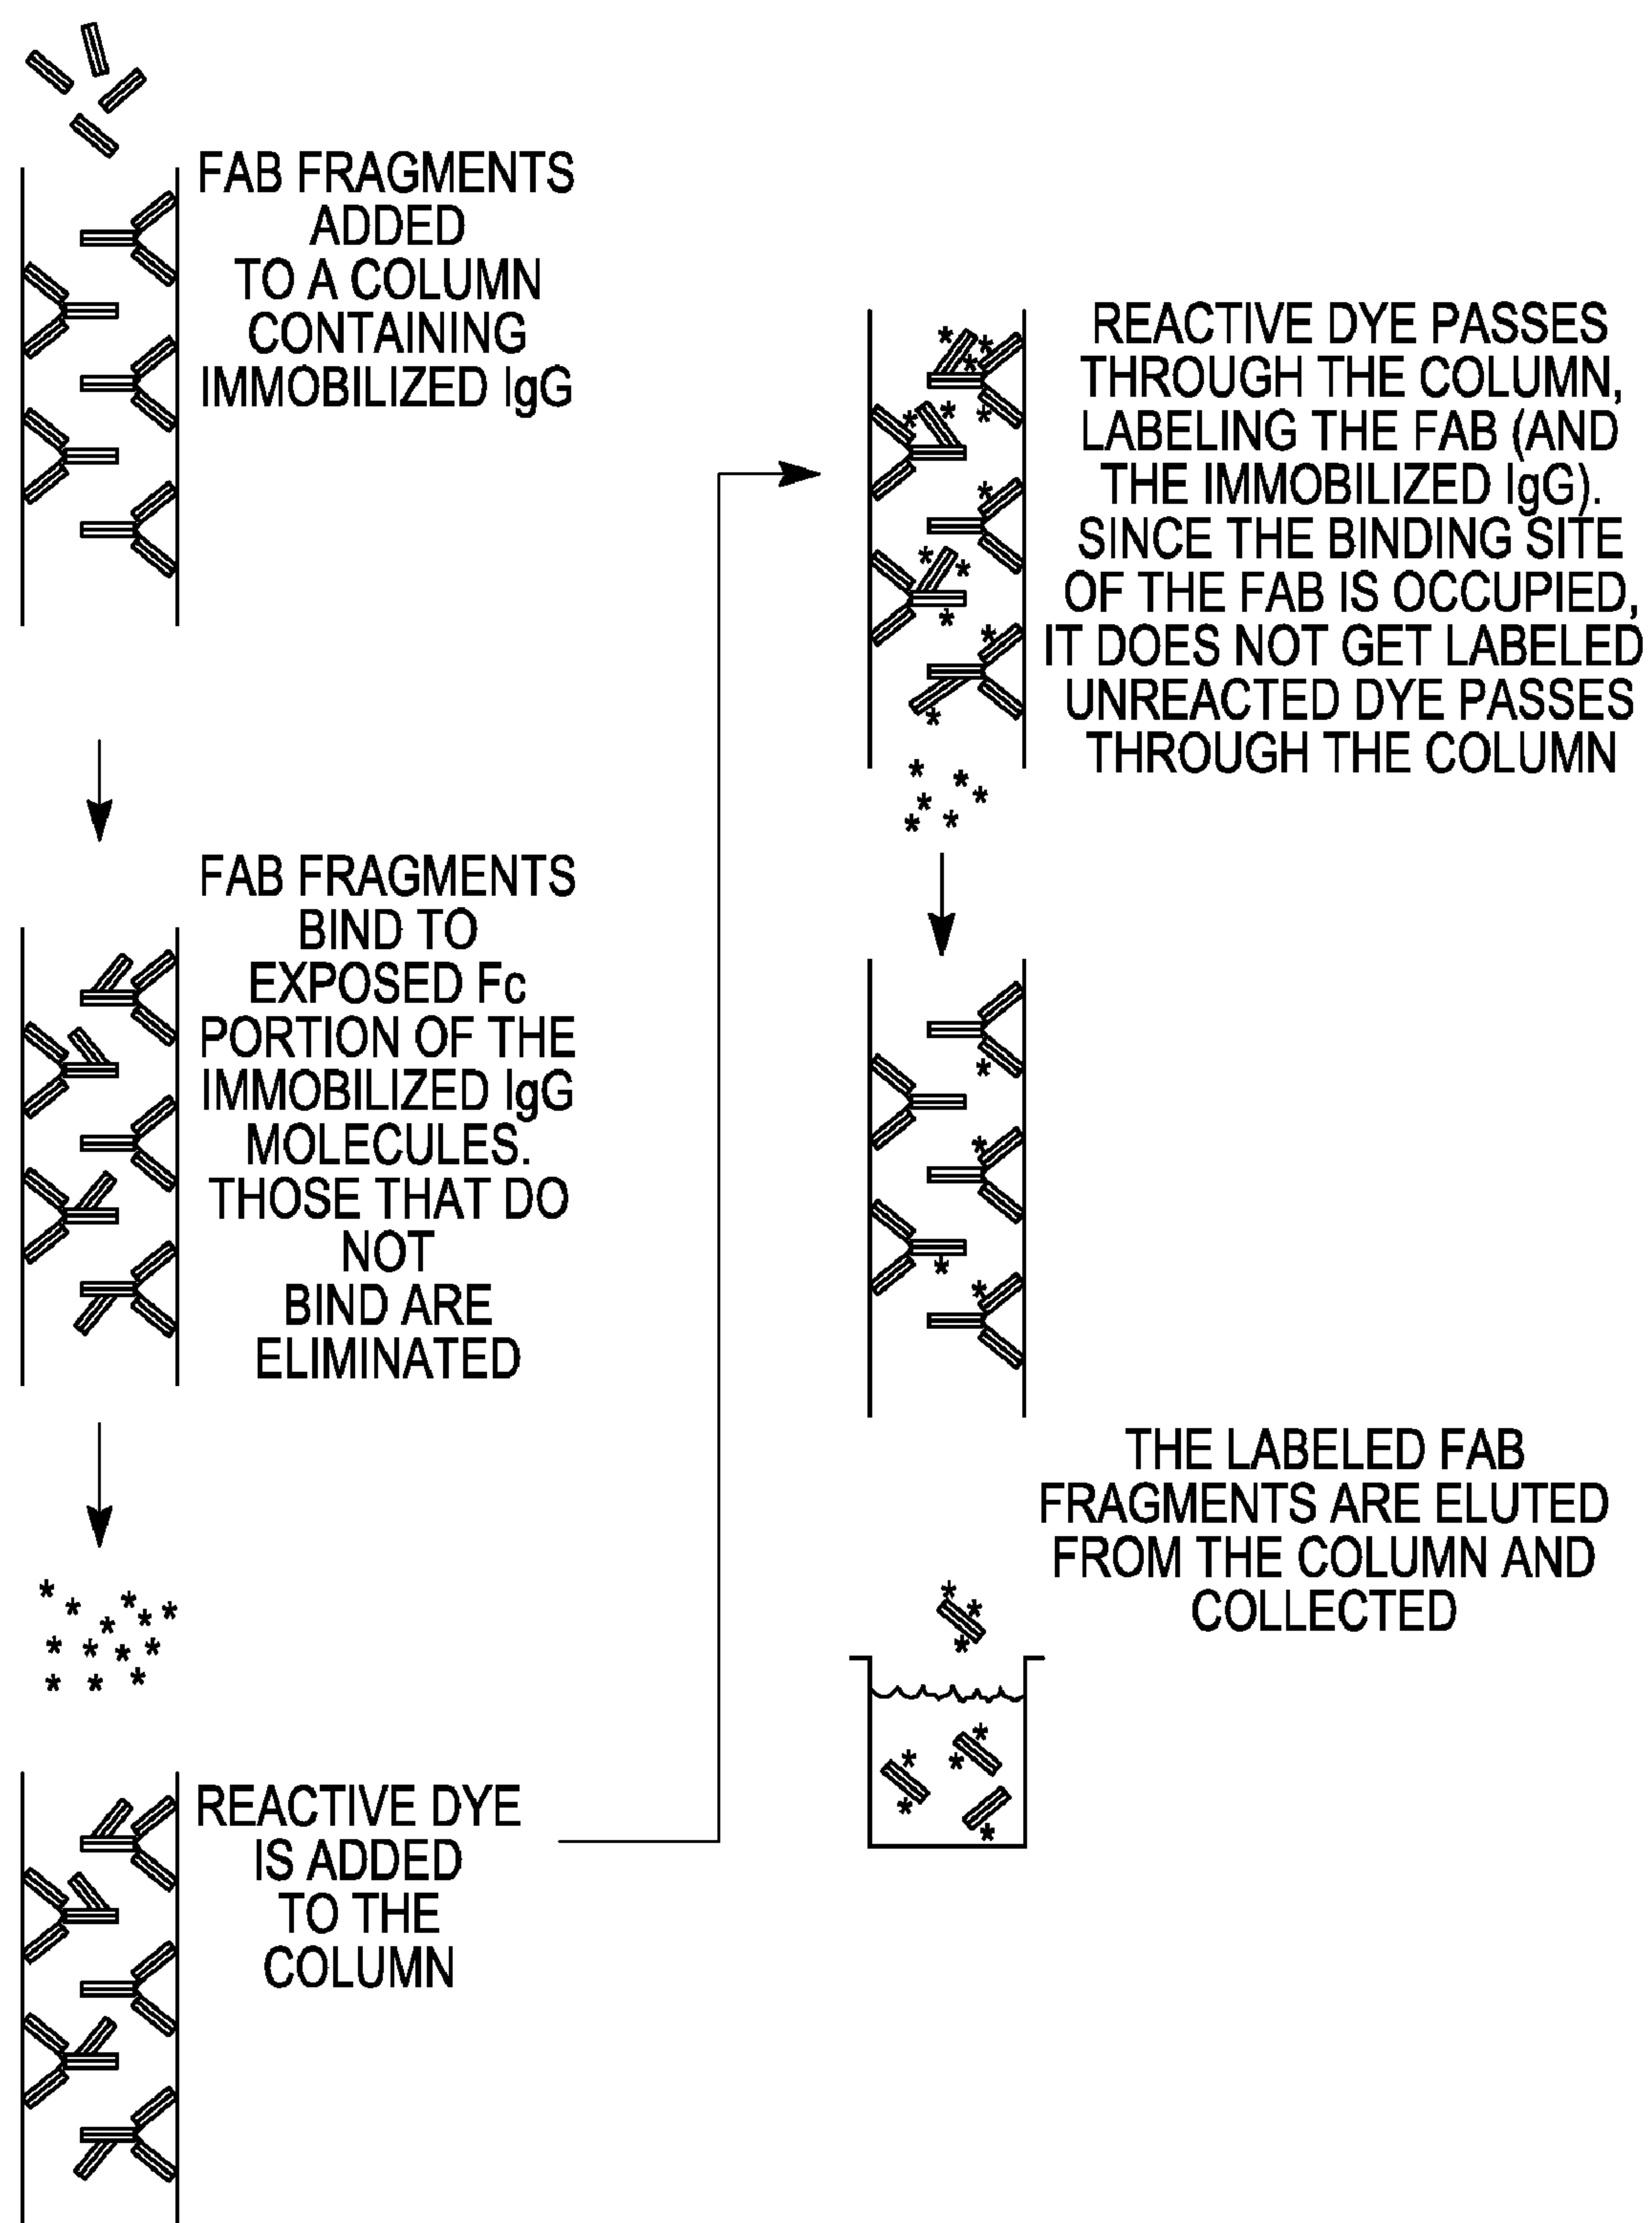 FAB FRAGMENTS
ADDED
TO A COLUMN
CONTAINING
IMMOBILIZED IgG
FAB FRAGMENTS
BIND TO
EXPOSED Fc
PORTION OF THE
IMMOBILIZED IgG
MOLECULES.
THOSE THAT DO
NOT
BIND ARE
ELIMINATED
REACTIVE DYE
IS ADDED
TO THE
COLUMN
REACTIVE DYE PASSES
THROUGH THE COLUMN,
LABELING THE FAB (AND
THE IMMOBILIZED IgG).
SINCE THE BINDING SITE
OF THE FAB IS OCCUPIED,
IT DOES NOT GET LABELED
UNREACTED DYE PASSES
THROUGH THE COLUMN
THE LABELED FAB
FRAGMENTS ARE ELUTED
FROM THE COLUMN AND
COLLECTED